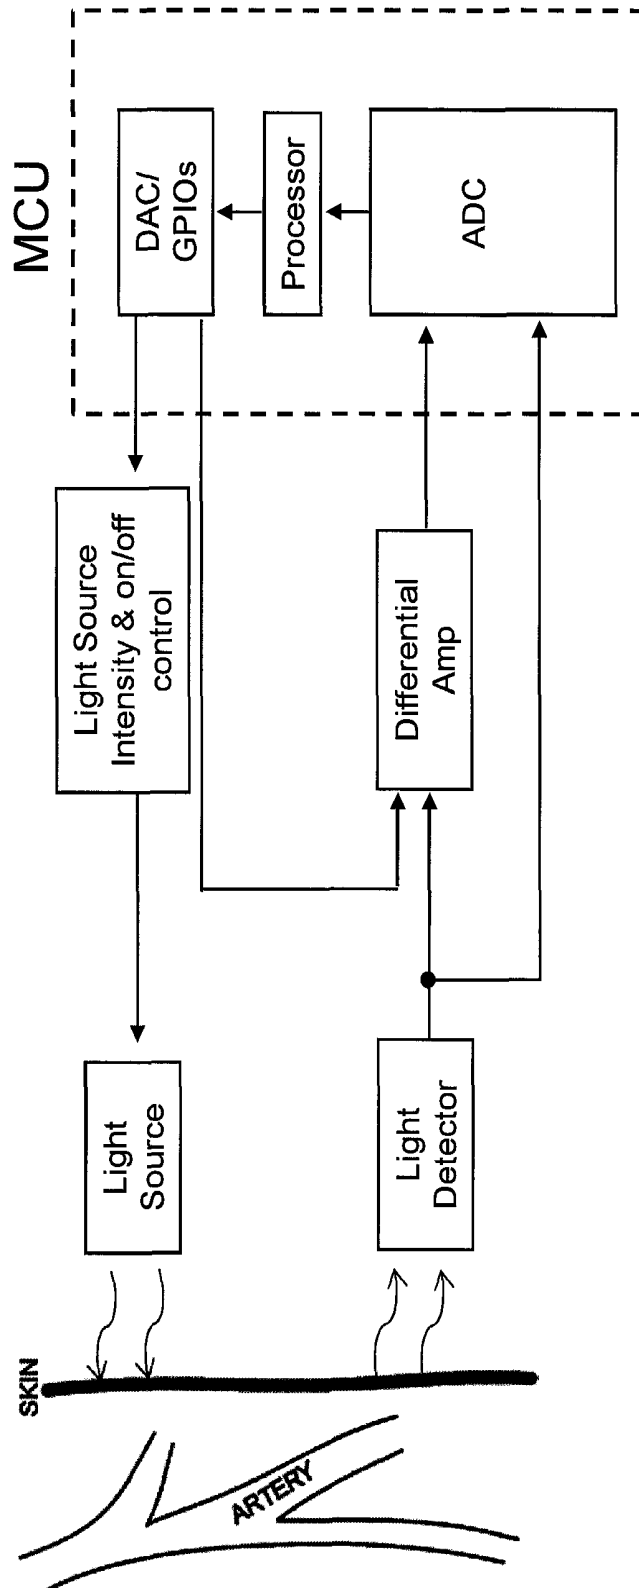 MCU
DAC/
GPIOs
Processor
ADC
Light Source
Intensity & on/off
control
Differential
Amp
Light
Source
Light
Detector
SKIN
ARTERY